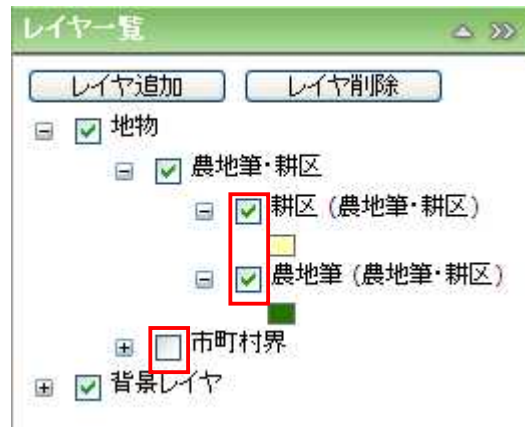 レイヤ一覧
レイヤ追加 レイヤ削除
地物
農地筆・耕区
耕区 (農地筆・耕区)
農地筆 (農地筆・耕区)
市町村界
背景レイヤ